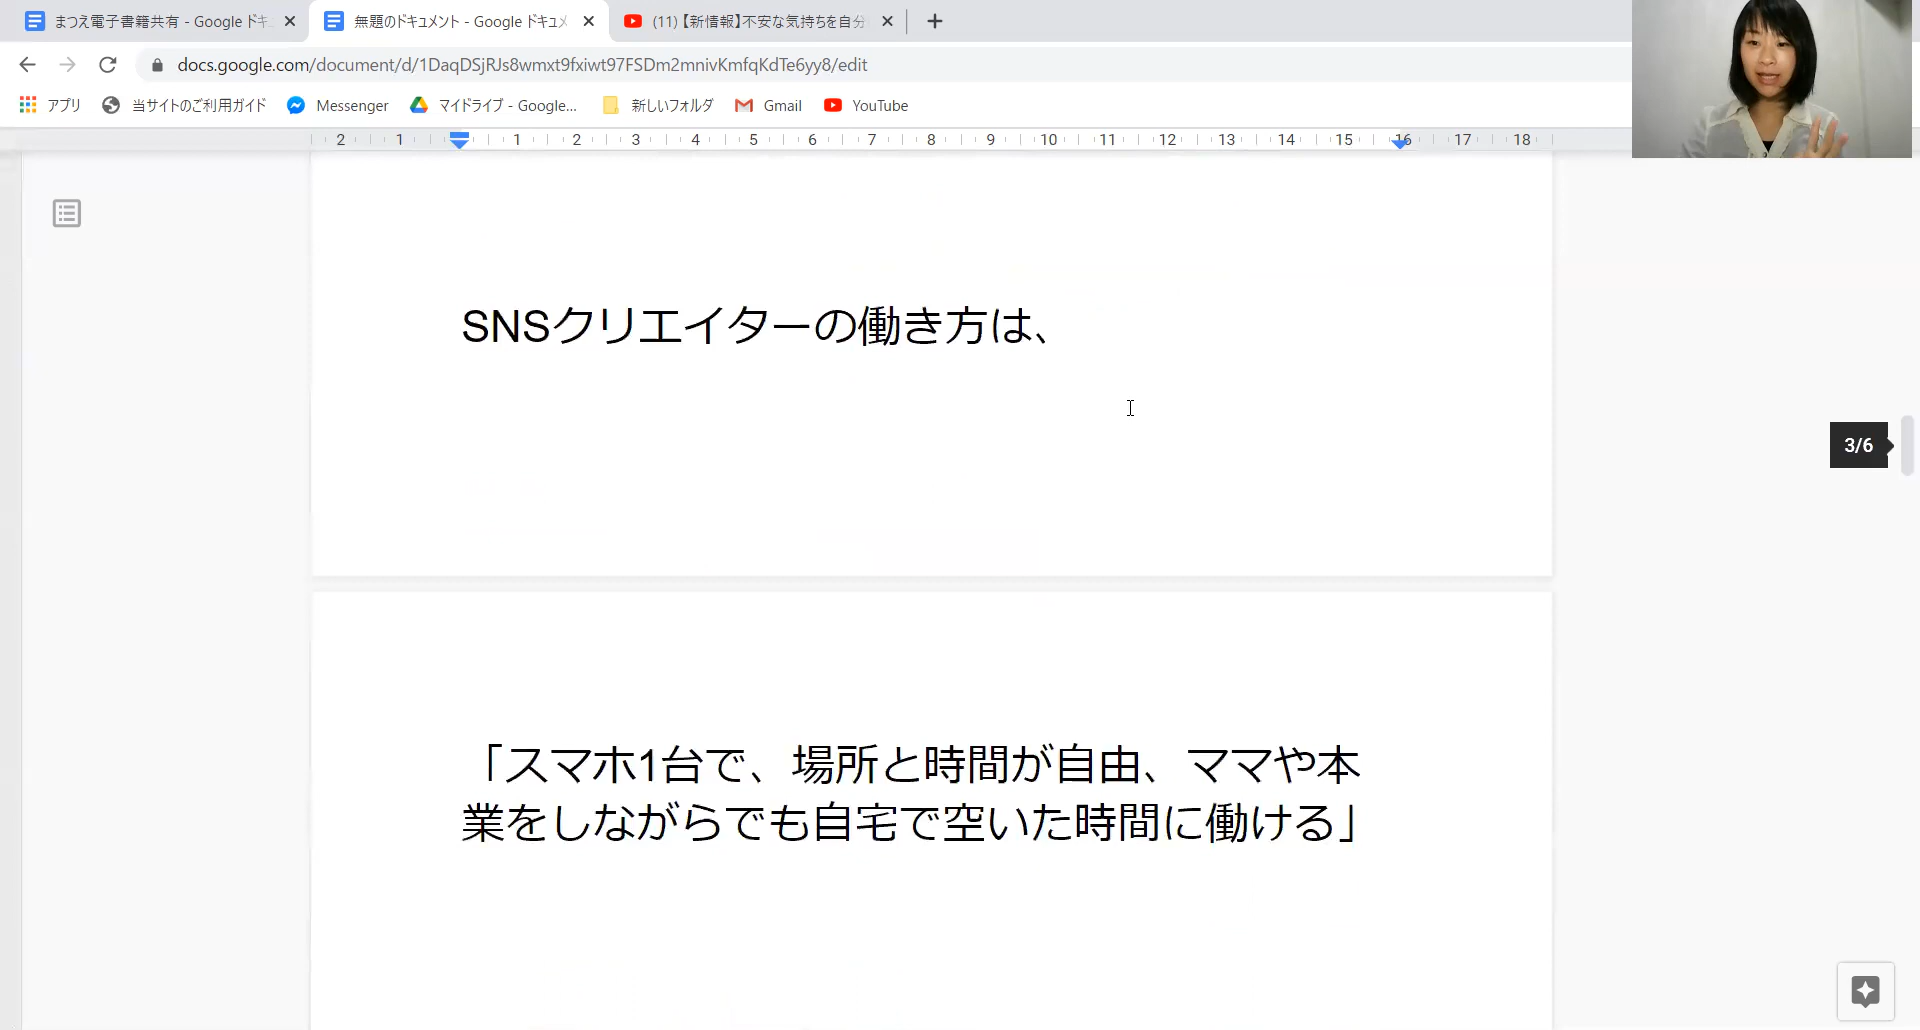 まつえ電子書籍共有 - Google ドキ
無題のドキュメント - Google ドキュメ
(11) 【新情報】不安な気持ちを自分
docs.google.com/document/d/1DaqDSjRJs8wmxt9fxiwt97FSDm2mnivKmfqKdTe6yy8/edit
アプリ 当サイトのご利用ガイド Messenger マイドライブ - Google... 新しいフォルダ Gmail YouTube
2 1 1 2 3 4 5 6 7 8 9 10 11 12 13 14 15 16 17 18
SNSクリエイターの働き方は、
3/6
「スマホ1台で、場所と時間が自由、ママや本
業をしながらでも自宅で空いた時間に働ける」